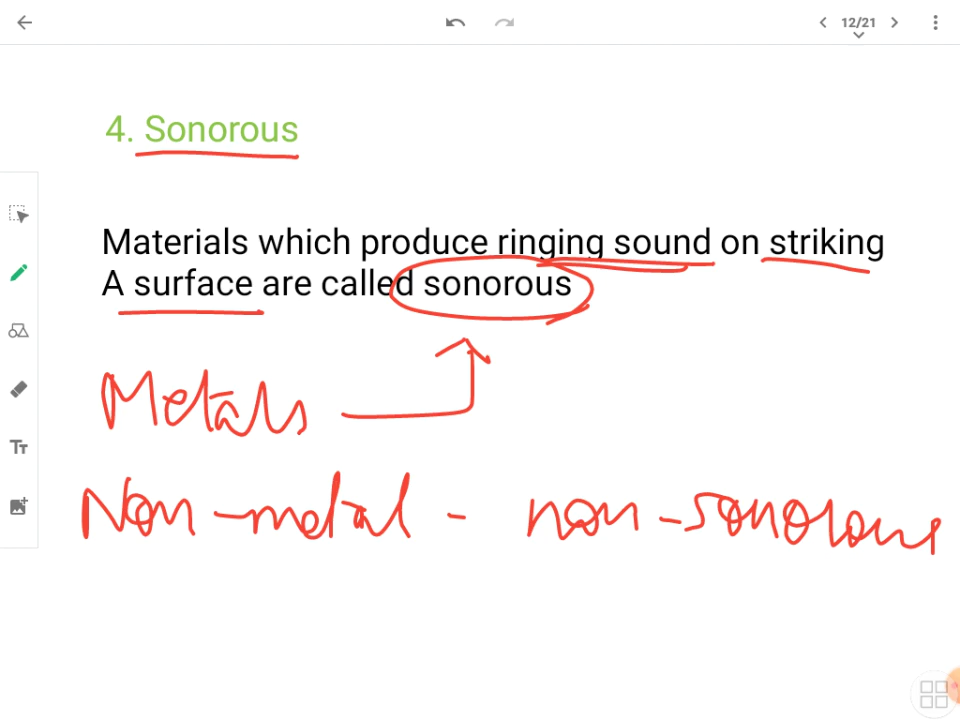 12/21
4. Sonorous
Materials which produce ringing sound on striking
A surface are called sonorous
Metals
Non-metal - non-sonorous
TT